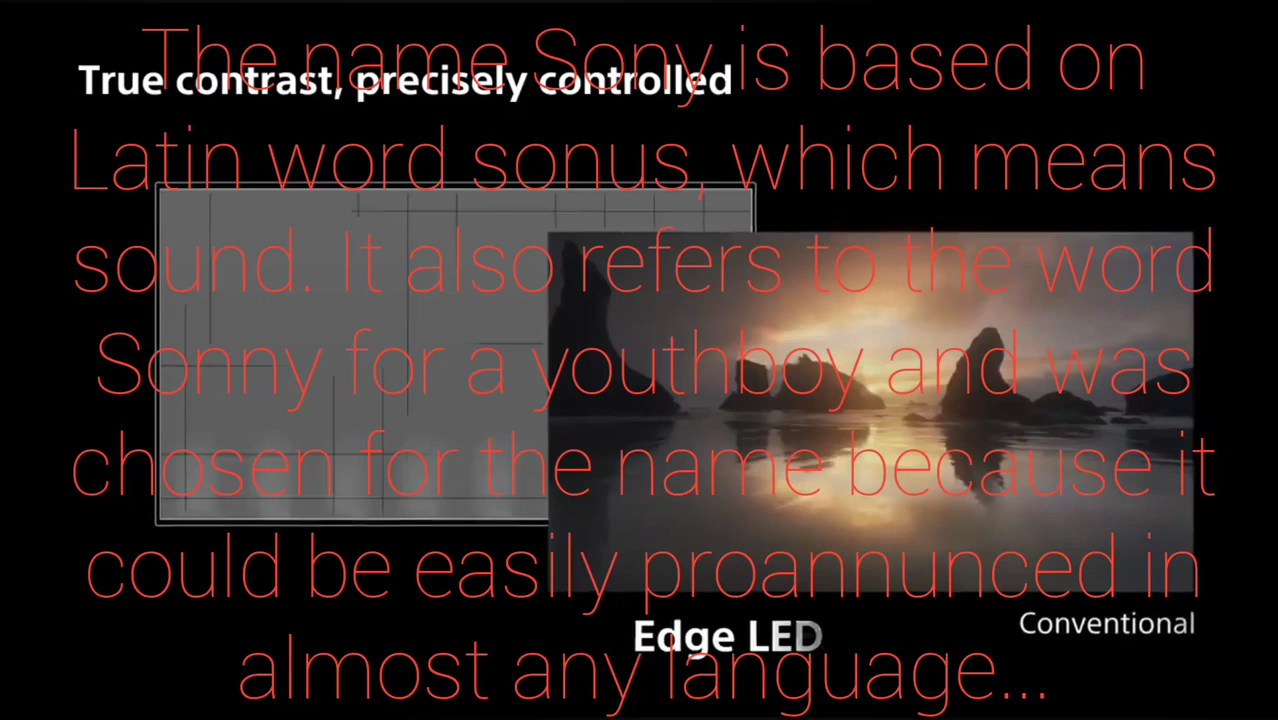 The name Sony is based on
True contrast, precisely controlled
Latin word sonus, which means
sound. It also refers to the word
Sonny for a youthboy and was
chosen for the name because it
could be easily proannunced in
Conventional
Edge LED
almost any language...